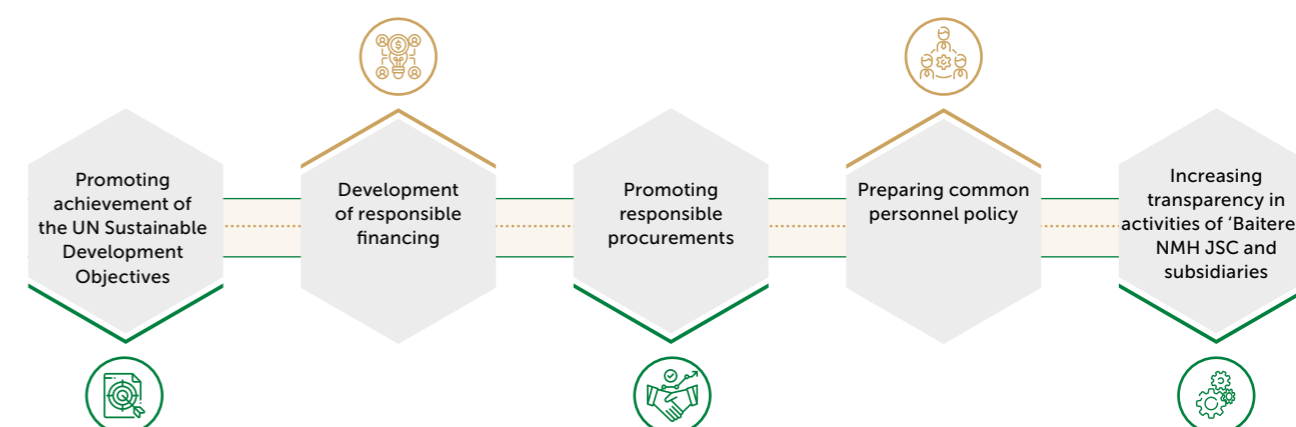 Promoting
achievement of
the UN Sustainable
Development
Objectives
Development
of responsible
financing
Promoting
responsible
procurements
Preparing common
personnel policy
Increasing
transparency in
activities of ‘Baitere
NMH JSC and
subsidiaries